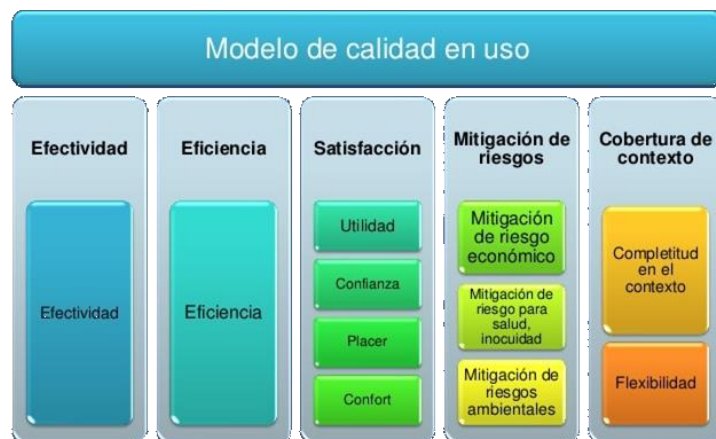 Modelo de calidad en uso
Efectividad
Efectividad
Eficiencia
Eficiencia
Satisfacción
Utilidad
Confianza
Placer
Confort
Mitigación de
riesgos
Mitigación
de riesgo
económico
Mitigación de
riesgo para
salud,
inocuidad
Mitigación de
riesgos
ambientales
Cobertura de
contexto
Completitud
en el
contexto
Flexibilidad